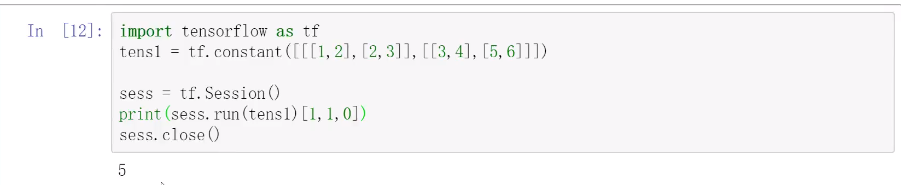 In [12]: import tensorflow as tf
tens1 = tf.constant([[[1,2],[2,3]],[[3,4],[5,6]]])
sess = tf.Session()
print(sess.run(tens1)[1,1,0])
sess.close()
5